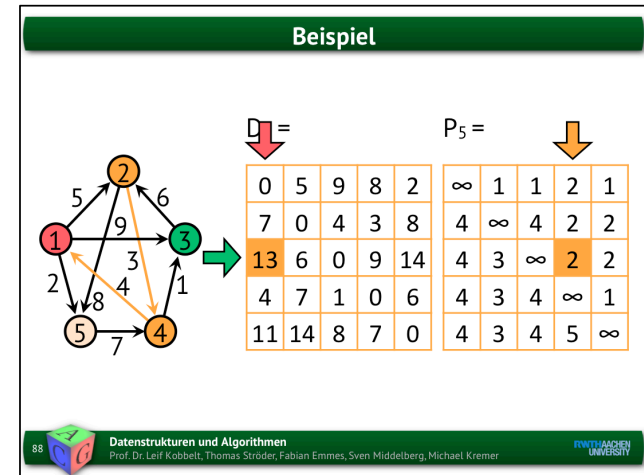 Beispiel
D =
P5 =
2
5
6
1
9
3
3
4
1
2
8
5
7
4
0 5 9 8 2
7 0 4 3 8
13 6 0 9 14
4 7 1 0 6
11 14 8 7 0
∞ 1 1 2 1
4 ∞ 4 2 2
4 3 ∞ 2 2
4 3 4 ∞ 1
4 3 4 5 ∞
88
A
C G
Datenstrukturen und Algorithmen
Prof. Dr. Leif Kobbelt, Thomas Ströder, Fabian Emmes, Sven Middelberg, Michael Kremer
RWTH AACHEN
UNIVERSITY